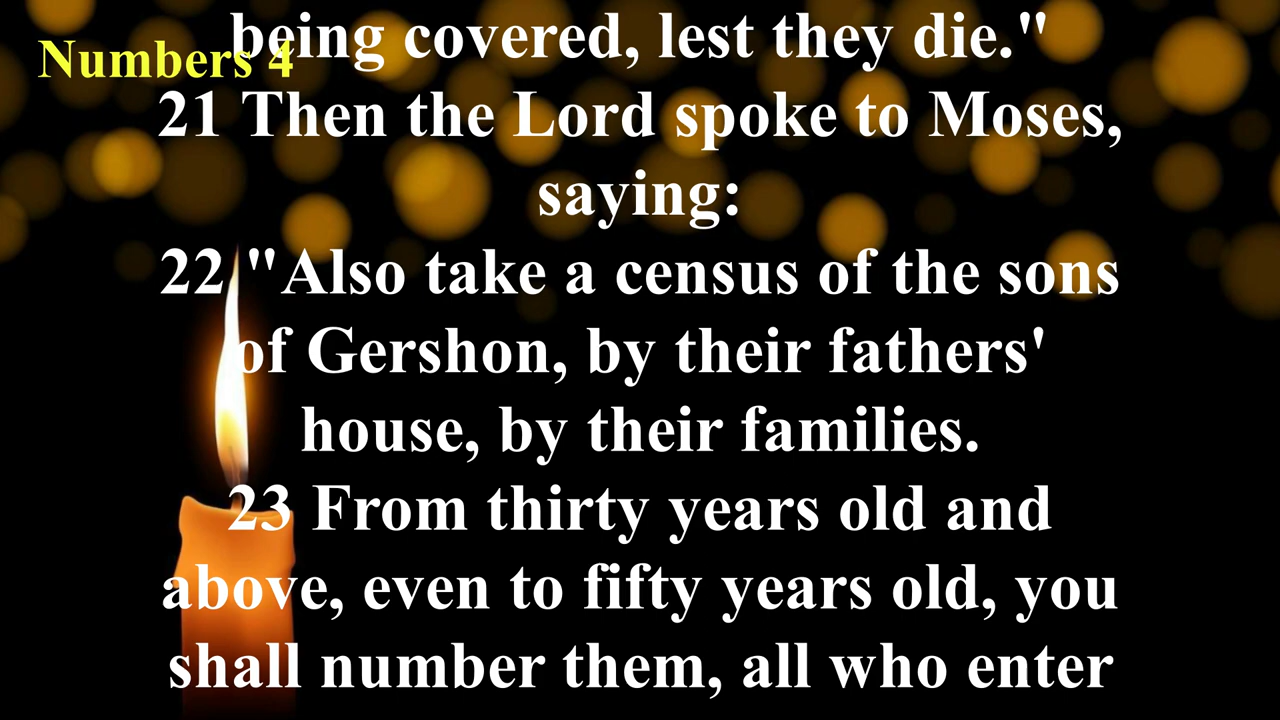 Numbers 4
being covered, lest they die."
21 Then the Lord spoke to Moses,
saying:
22 "Also take a census of the sons
of Gershon, by their fathers'
house, by their families.
23 From thirty years old and
above, even to fifty years old, you
shall number them, all who enter